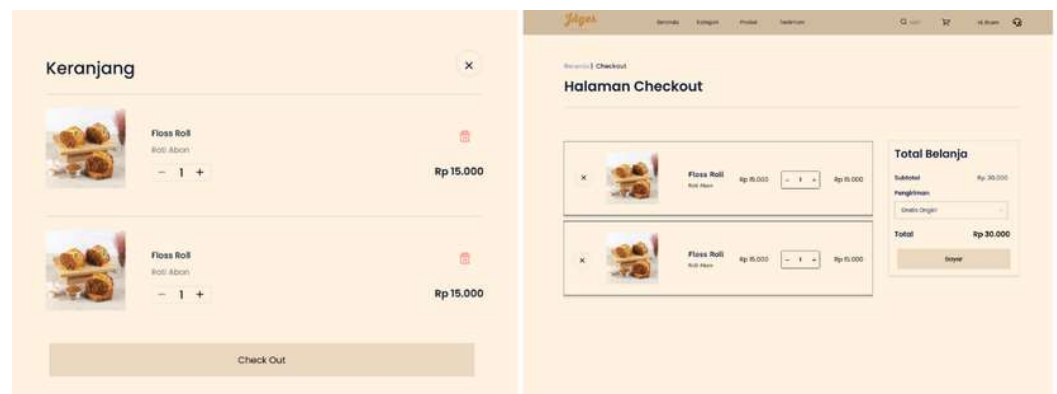 Keranjang
Floss Roll
Roti Abon
− 1 +
Rp 15.000
Floss Roll
Roti Abon
− 1 +
Rp 15.000
Check Out
Beranda Kategori Produk Testimoni
Beranda | Checkout
Halaman Checkout
Floss Roll
Roti Abon
Rp 15.000 − 1 + Rp 15.000
Floss Roll
Roti Abon
Rp 15.000 − 1 + Rp 15.000
Total Belanja
Subtotal Rp 30.000
Pengiriman
Gratis Ongkir
Total Rp 30.000
Bayar